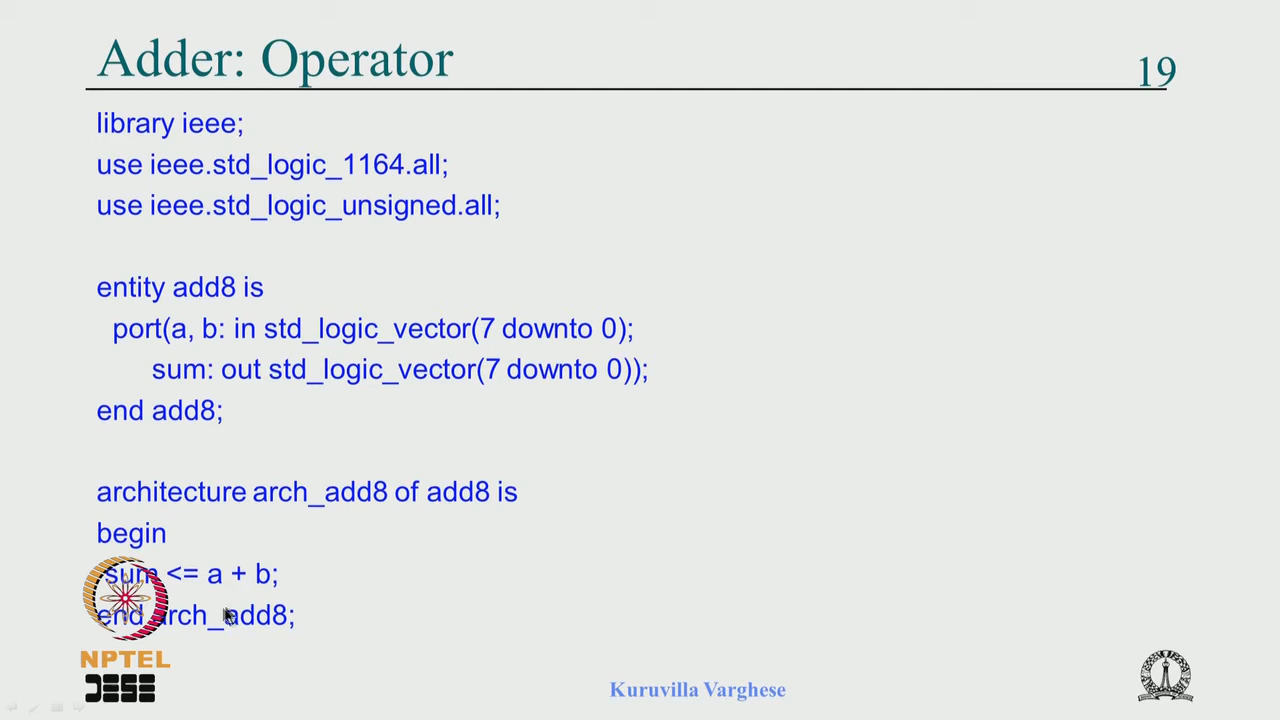 Adder: Operator
19
library ieee;
use ieee.std_logic_1164.all;
use ieee.std_logic_unsigned.all;
entity add8 is
port(a, b: in std_logic_vector(7 downto 0);
sum: out std_logic_vector(7 downto 0));
end add8;
architecture arch_add8 of add8 is
begin
sum <= a + b;
end arch_add8;
NPTEL
Kuruvilla Varghese